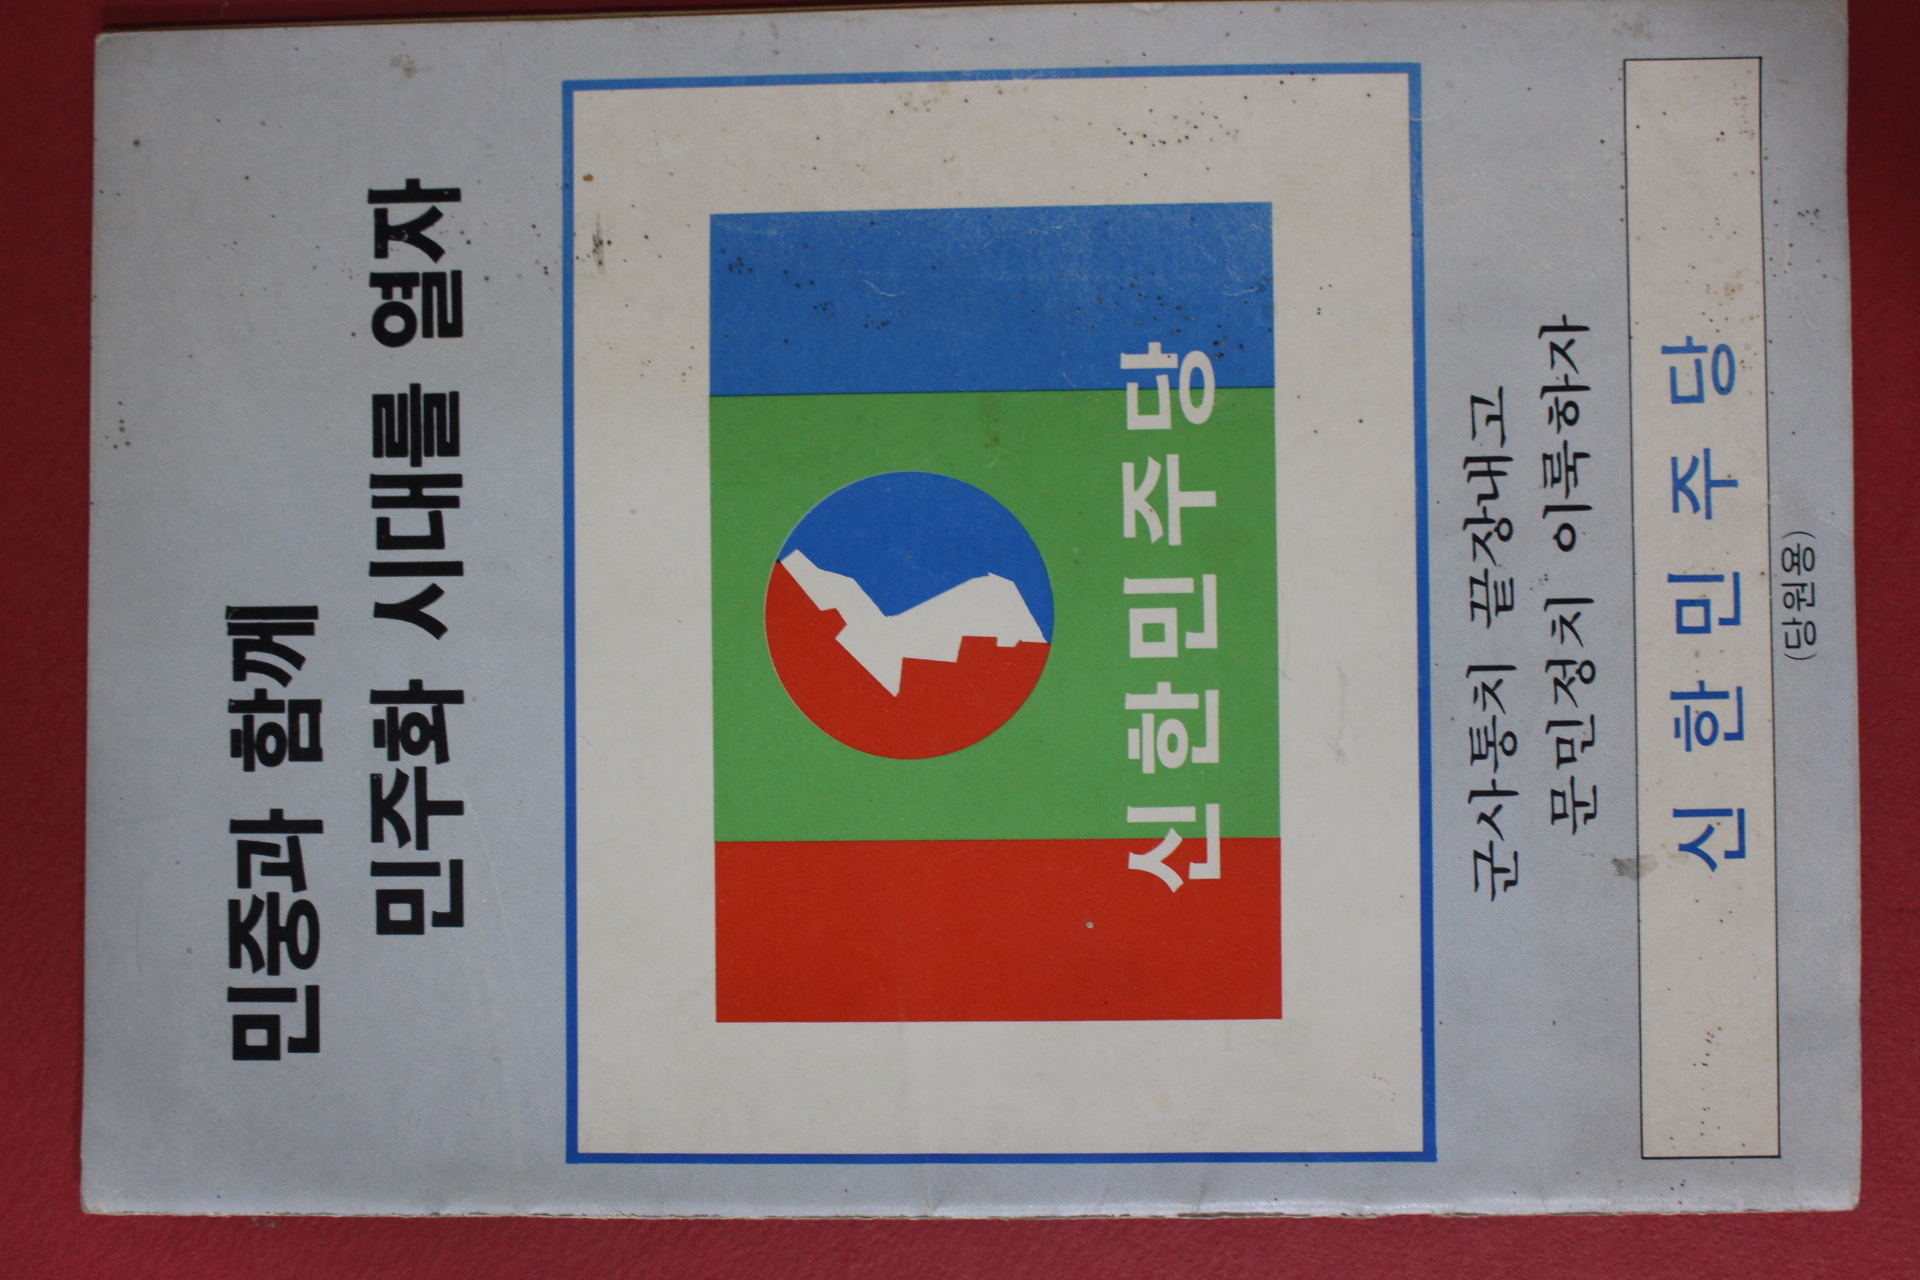 민중과 함께
민주화 시대를 열자
신한민주당
군사통치 끝장내고
문민정치 이룩하자
신한민주당
(당원용)